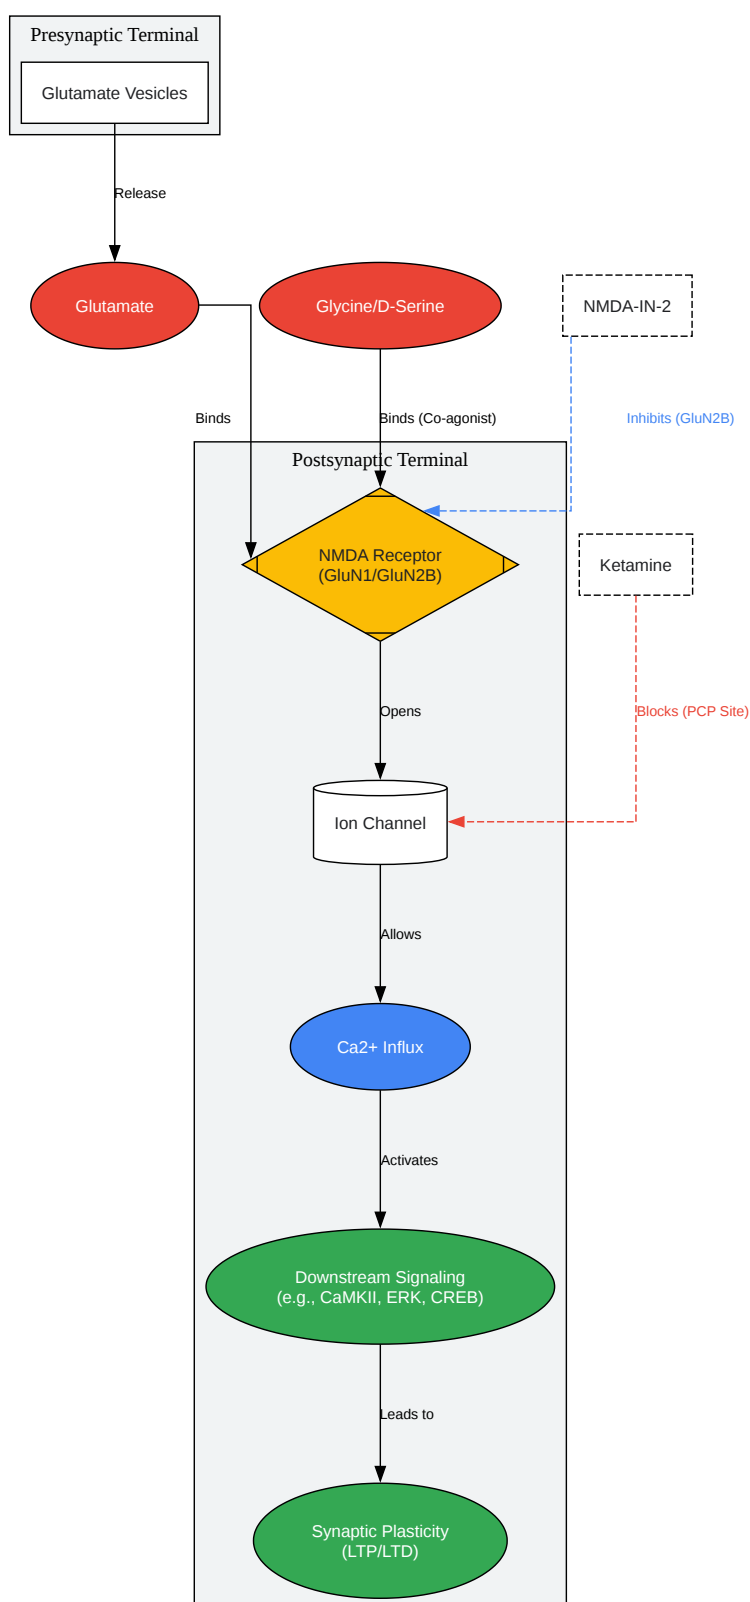 Presynaptic Terminal
Glutamate Vesicles
Release
Glutamate
Glycine/D-Serine
NMDA-IN-2
Binds
Binds (Co-agonist)
Inhibits (GluN2B)
Postsynaptic Terminal
NMDA Receptor
(GluN1/GluN2B)
Ketamine
Opens
Blocks (PCP Site)
Ion Channel
Allows
Ca2+ Influx
Activates
Downstream Signaling
(e.g., CaMKII, ERK, CREB)
Leads to
Synaptic Plasticity
(LTP/LTD)